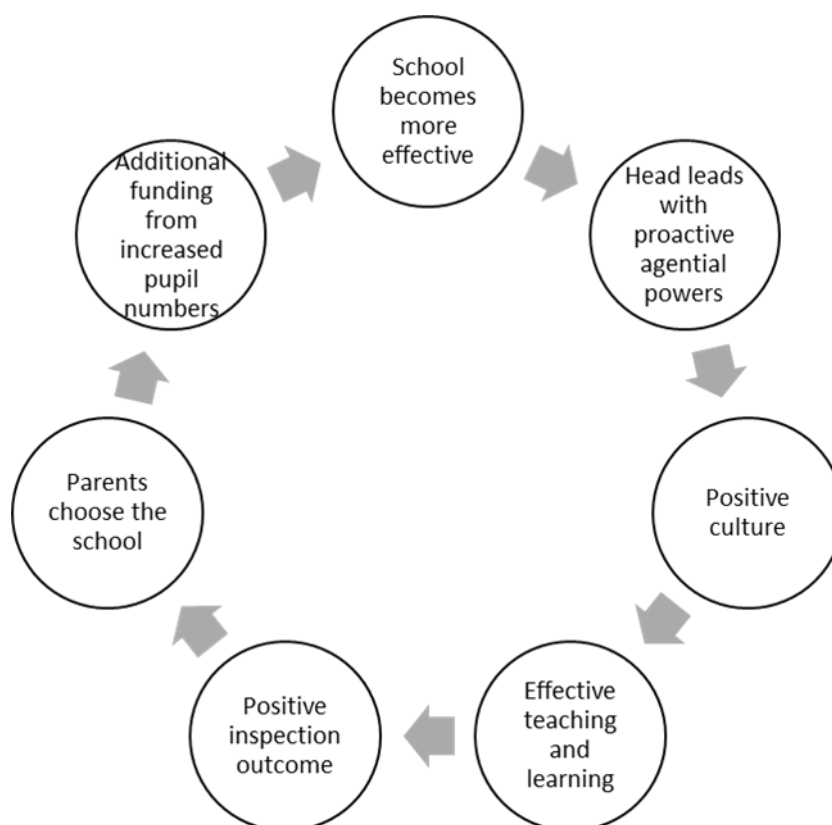 School
becomes
more
effective
Head leads
with
proactive
agential
powers
Positive
culture
Effective
teaching
and
learning
Positive
inspection
outcome
Parents
choose the
school
Additional
funding
from
increased
pupil
numbers